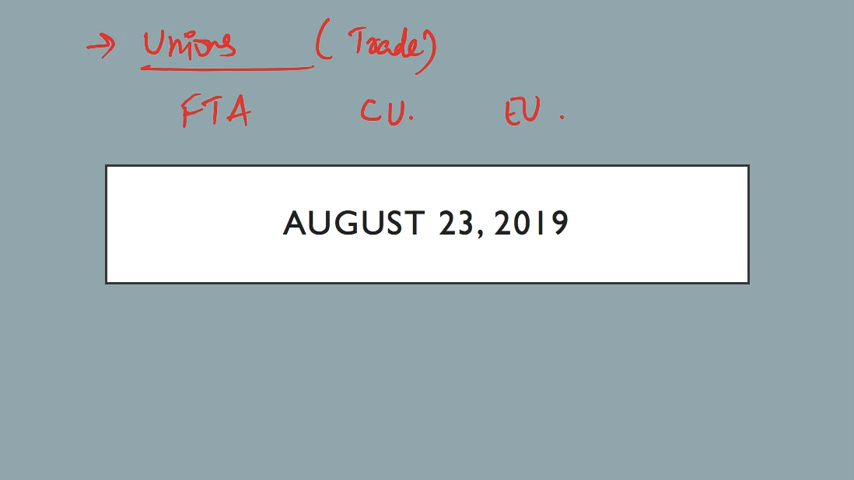 → Unions (Trade)
FTA CU. EU.
AUGUST 23, 2019